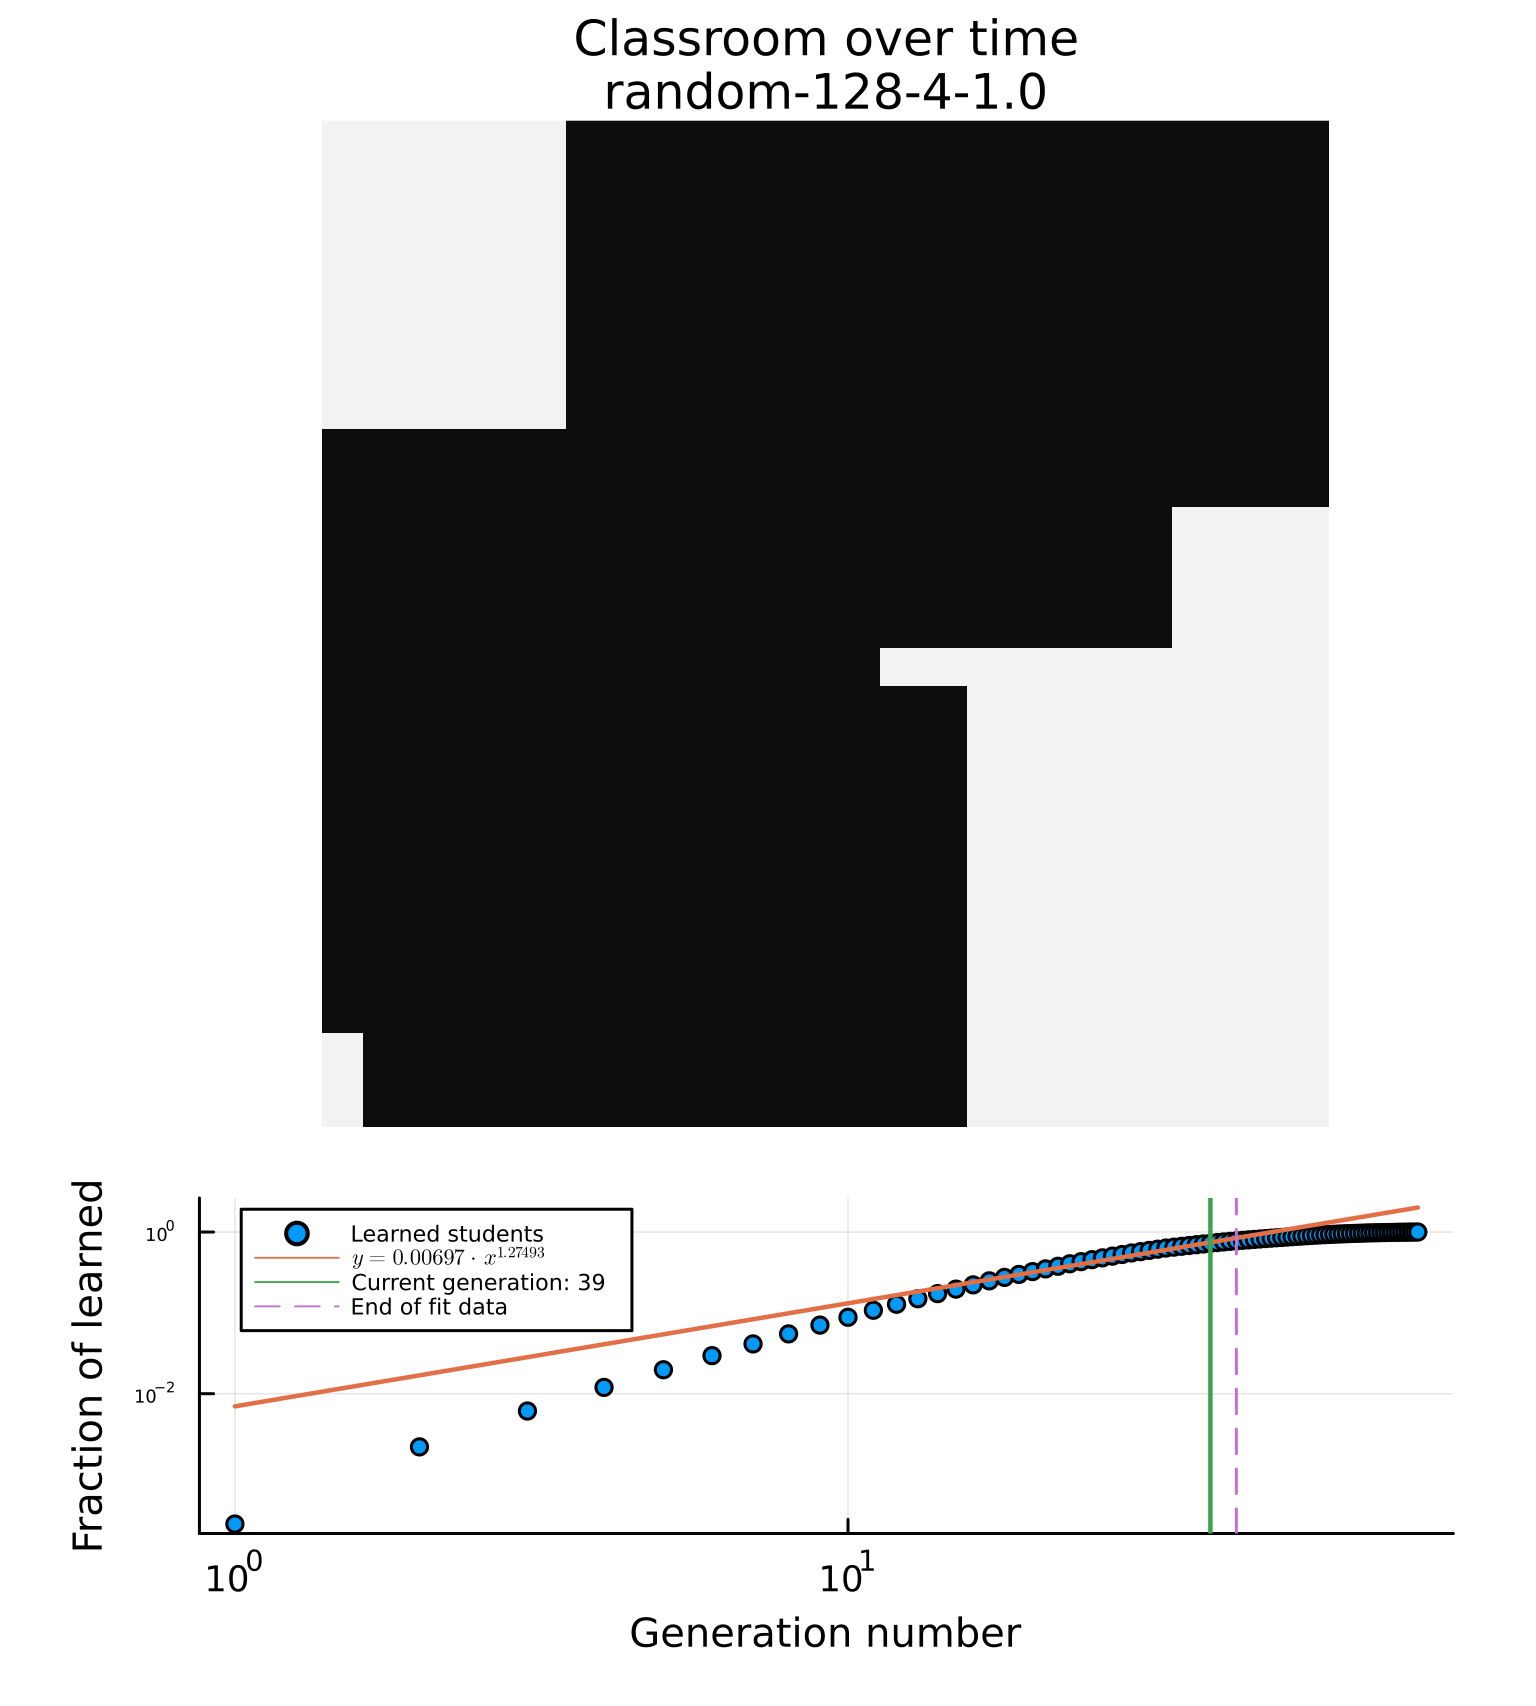 Classroom over time
random-128-4-1.0
Fraction of learned
10^0
10^−2
Learned students
y = 0.00697 · x^1.27493
Current generation: 39
End of fit data
10^0
10^1
Generation number